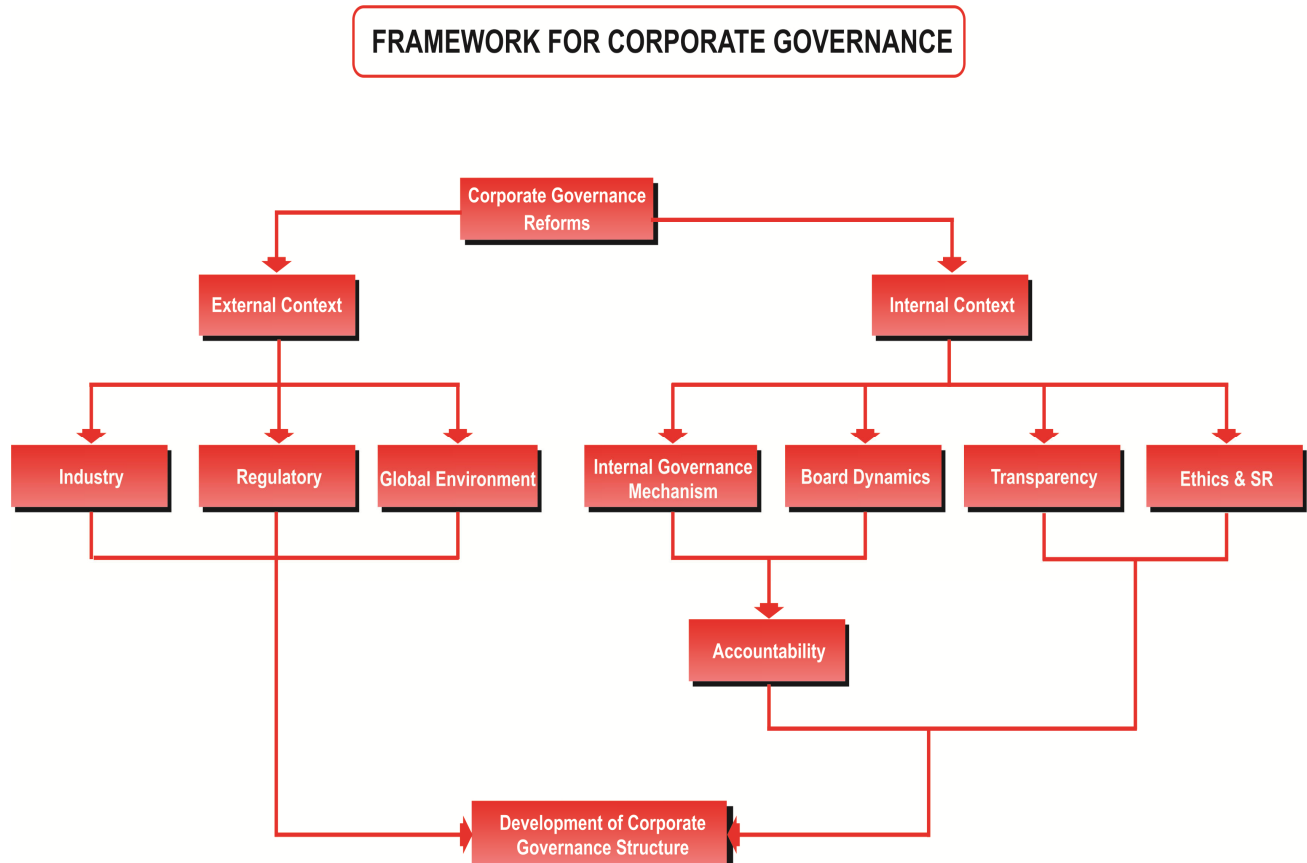 FRAMEWORK FOR CORPORATE GOVERNANCE
Corporate Governance
Reforms
External Context
Internal Context
Industry
Regulatory
Global Environment
Internal Governance
Mechanism
Board Dynamics
Transparency
Ethics & SR
Accountability
Development of Corporate
Governance Structure